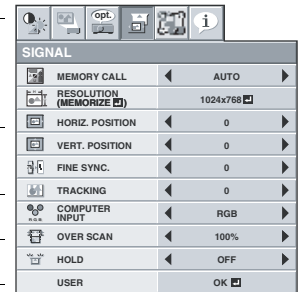 opt.
i
SIGNAL
MEMORY CALL AUTO
RESOLUTION
(MEMORIZE ↵) 1024x768 ↵
HORIZ. POSITION 0
VERT. POSITION 0
FINE SYNC. 0
TRACKING 0
COMPUTER
INPUT RGB
OVER SCAN 100%
HOLD OFF
USER OK ↵